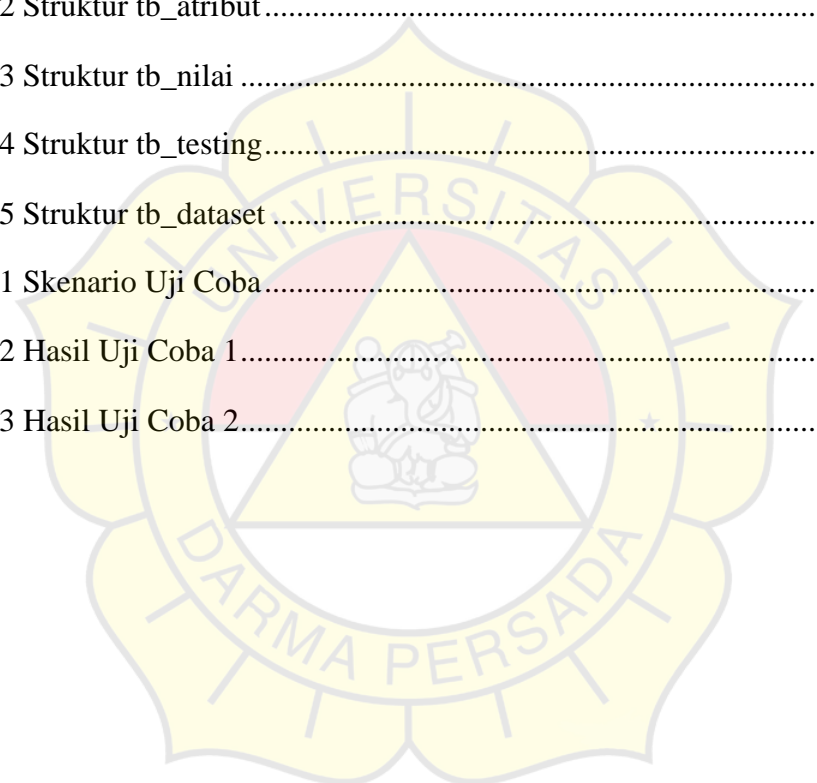 2 Struktur tb_atribut........................................................................
3 Struktur tb_nilai ...........................................................................
4 Struktur tb_testing........................................................................
5 Struktur tb_dataset .......................................................................
1 Skenario Uji Coba........................................................................
2 Hasil Uji Coba 1...........................................................................
3 Hasil Uji Coba 2...........................................................................
UNIVERSITAS
DARMA PERSADA